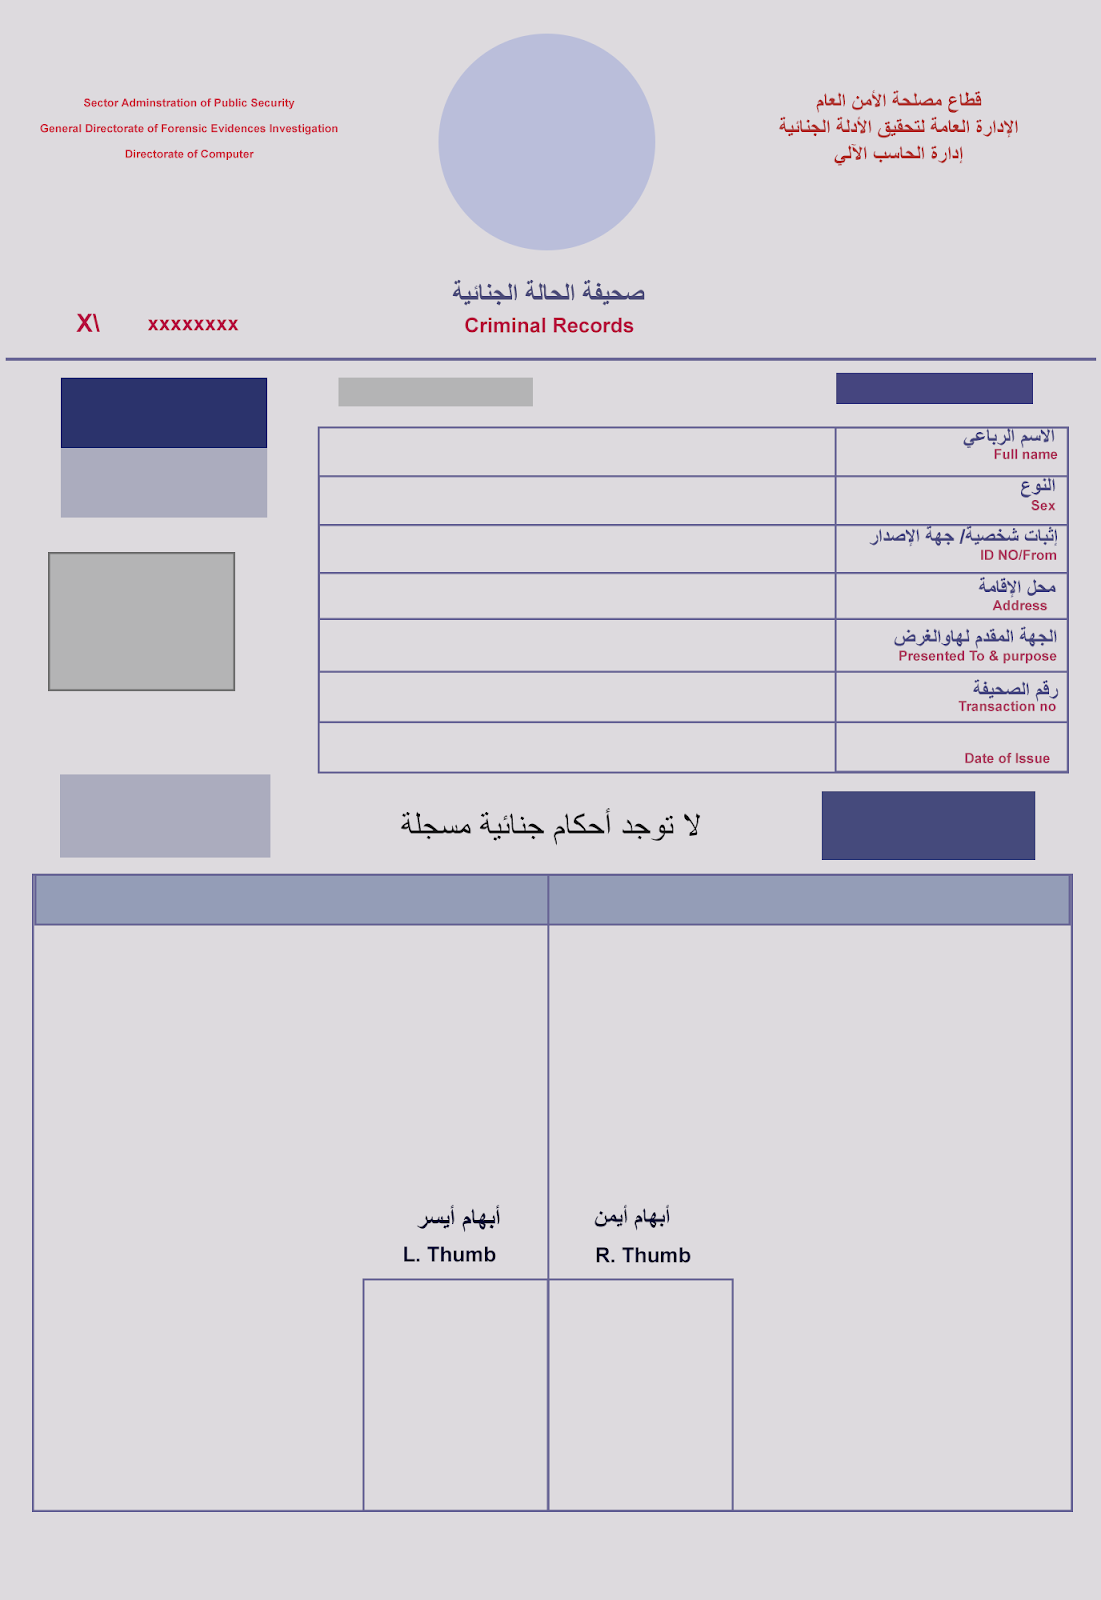 Sector Adminstration of Public Security
General Directorate of Forensic Evidences Investigation
Directorate of Computer
قطاع مصلحة الأمن العام
الإدارة العامة لتحقيق الأدلة الجنائية
إدارة الحاسب الآلي
صحيفة الحالة الجنائية
Criminal Records
X\ xxxxxxxx
الاسم الرباعي
Full name
النوع
Sex
إثبات شخصية/ جهة الإصدار
ID NO/From
محل الإقامة
Address
الجهة المقدم لهاوالغرض
Presented To & purpose
رقم الصحيفة
Transaction no
Date of Issue
لا توجد أحكام جنائية مسجلة
أبهام أيسر
L. Thumb
أبهام أيمن
R. Thumb